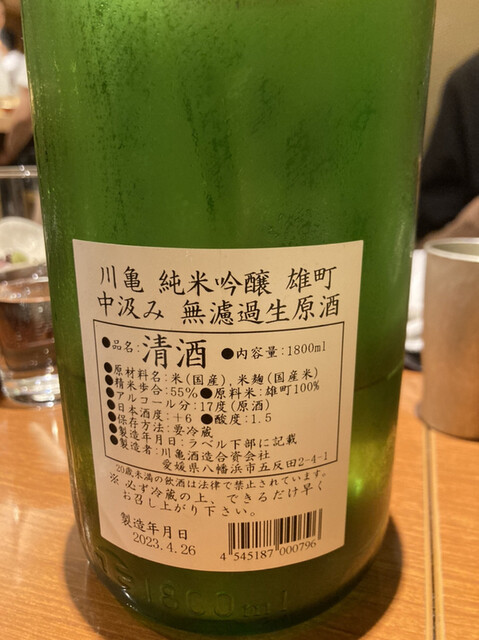 川亀 純米吟醸 雄町
中汲み 無濾過生原酒
●品名:清酒 ●内容量:1800ml
●原材料名:米(国産)、米麹(国産米)
●精米歩合:55% ●原料米:雄町100%
●アルコール分:17度(原酒)
●日本酒度:+6 ●酸度:1.5
●保存方法:要冷蔵
●製造年月日:ラベル下部に記載
●製造者:川亀酒造合資会社
愛媛県八幡浜市五反田2-4-1
20歳未満の飲酒は法律で禁止されています。
※必ず冷蔵の上、できるだけ早く
お召し上がり下さい。
製造年月日
2023.4.26
4 545187 000796
1800ml